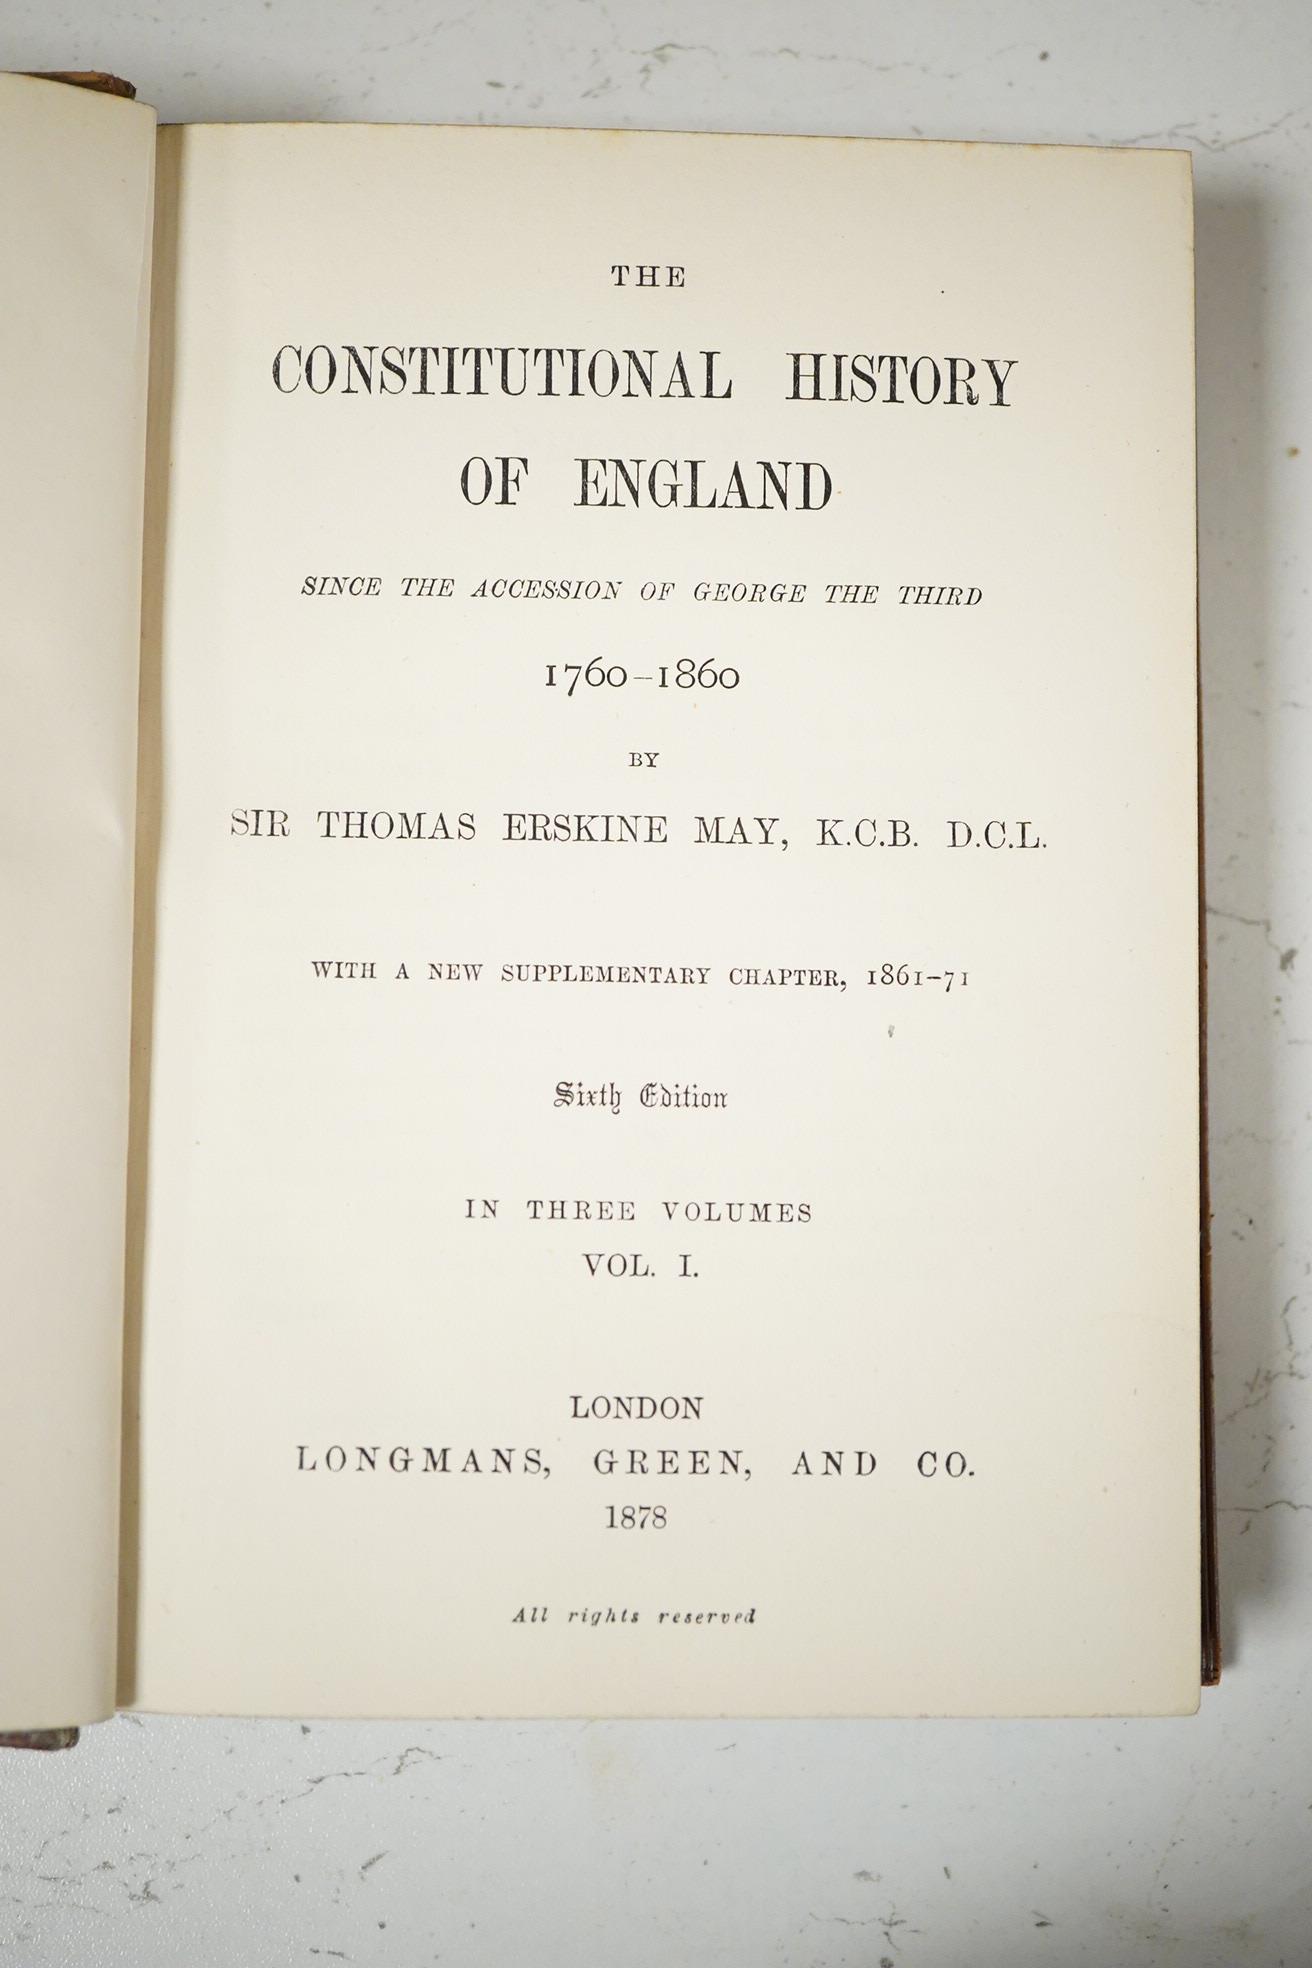 THE
CONSTITUTIONAL HISTORY
OF ENGLAND
SINCE THE ACCESSION OF GEORGE THE THIRD
1760–1860
BY
SIR THOMAS ERSKINE MAY, K.C.B. D.C.L.
WITH A NEW SUPPLEMENTARY CHAPTER, 1861–71
Sixth Edition
IN THREE VOLUMES
VOL. I.
LONDON
LONGMANS, GREEN, AND CO.
1878
All rights reserved